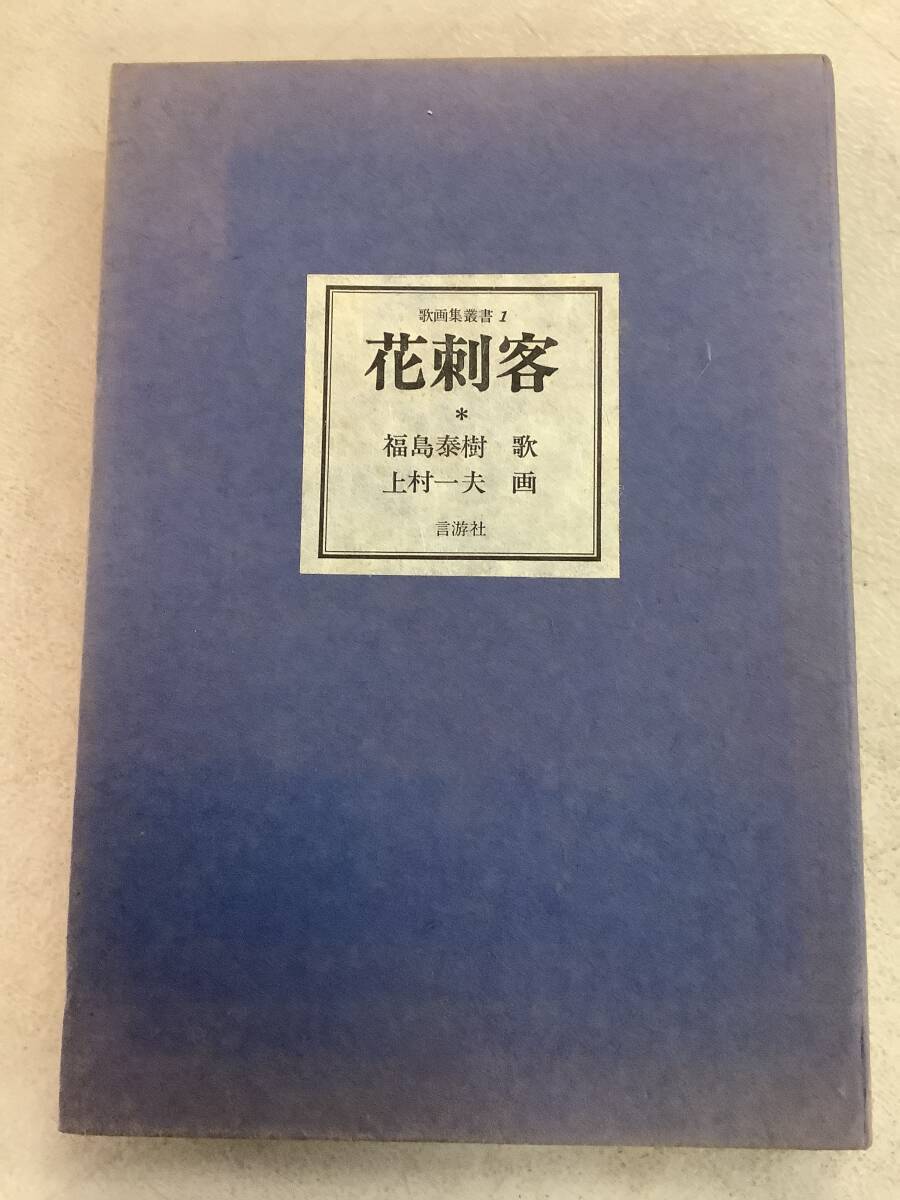 歌画集叢書 1
花刺客
*
福島泰樹 歌
上村一夫 画
言游社